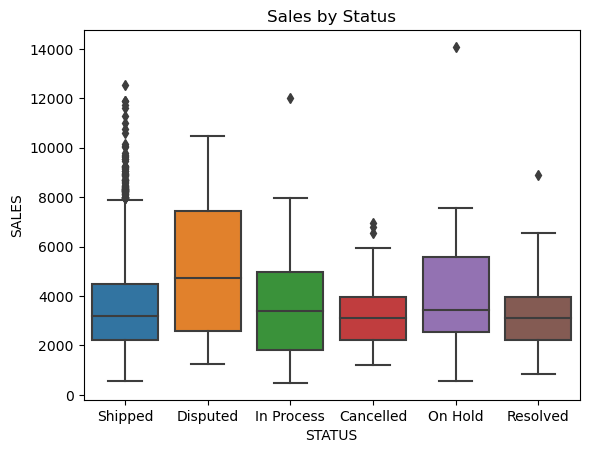 Sales by Status
14000
12000
10000
8000
6000
4000
2000
0
SALES
Shipped Disputed In Process Cancelled On Hold Resolved
STATUS